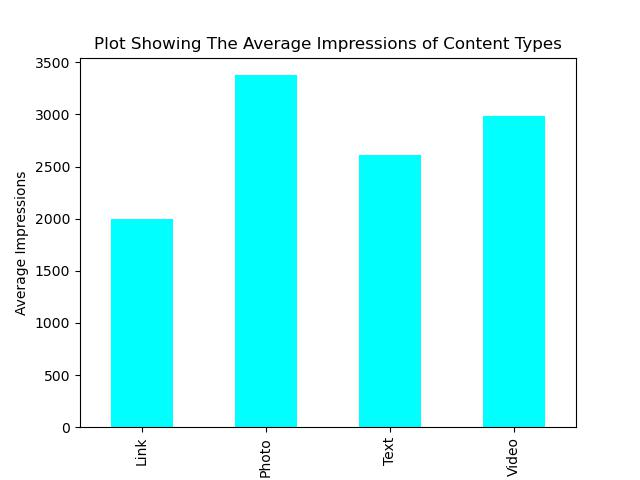 Plot Showing The Average Impressions of Content Types
3500
3000
2500
2000
1500
1000
500
0
Average Impressions
Link
Photo
Text
Video